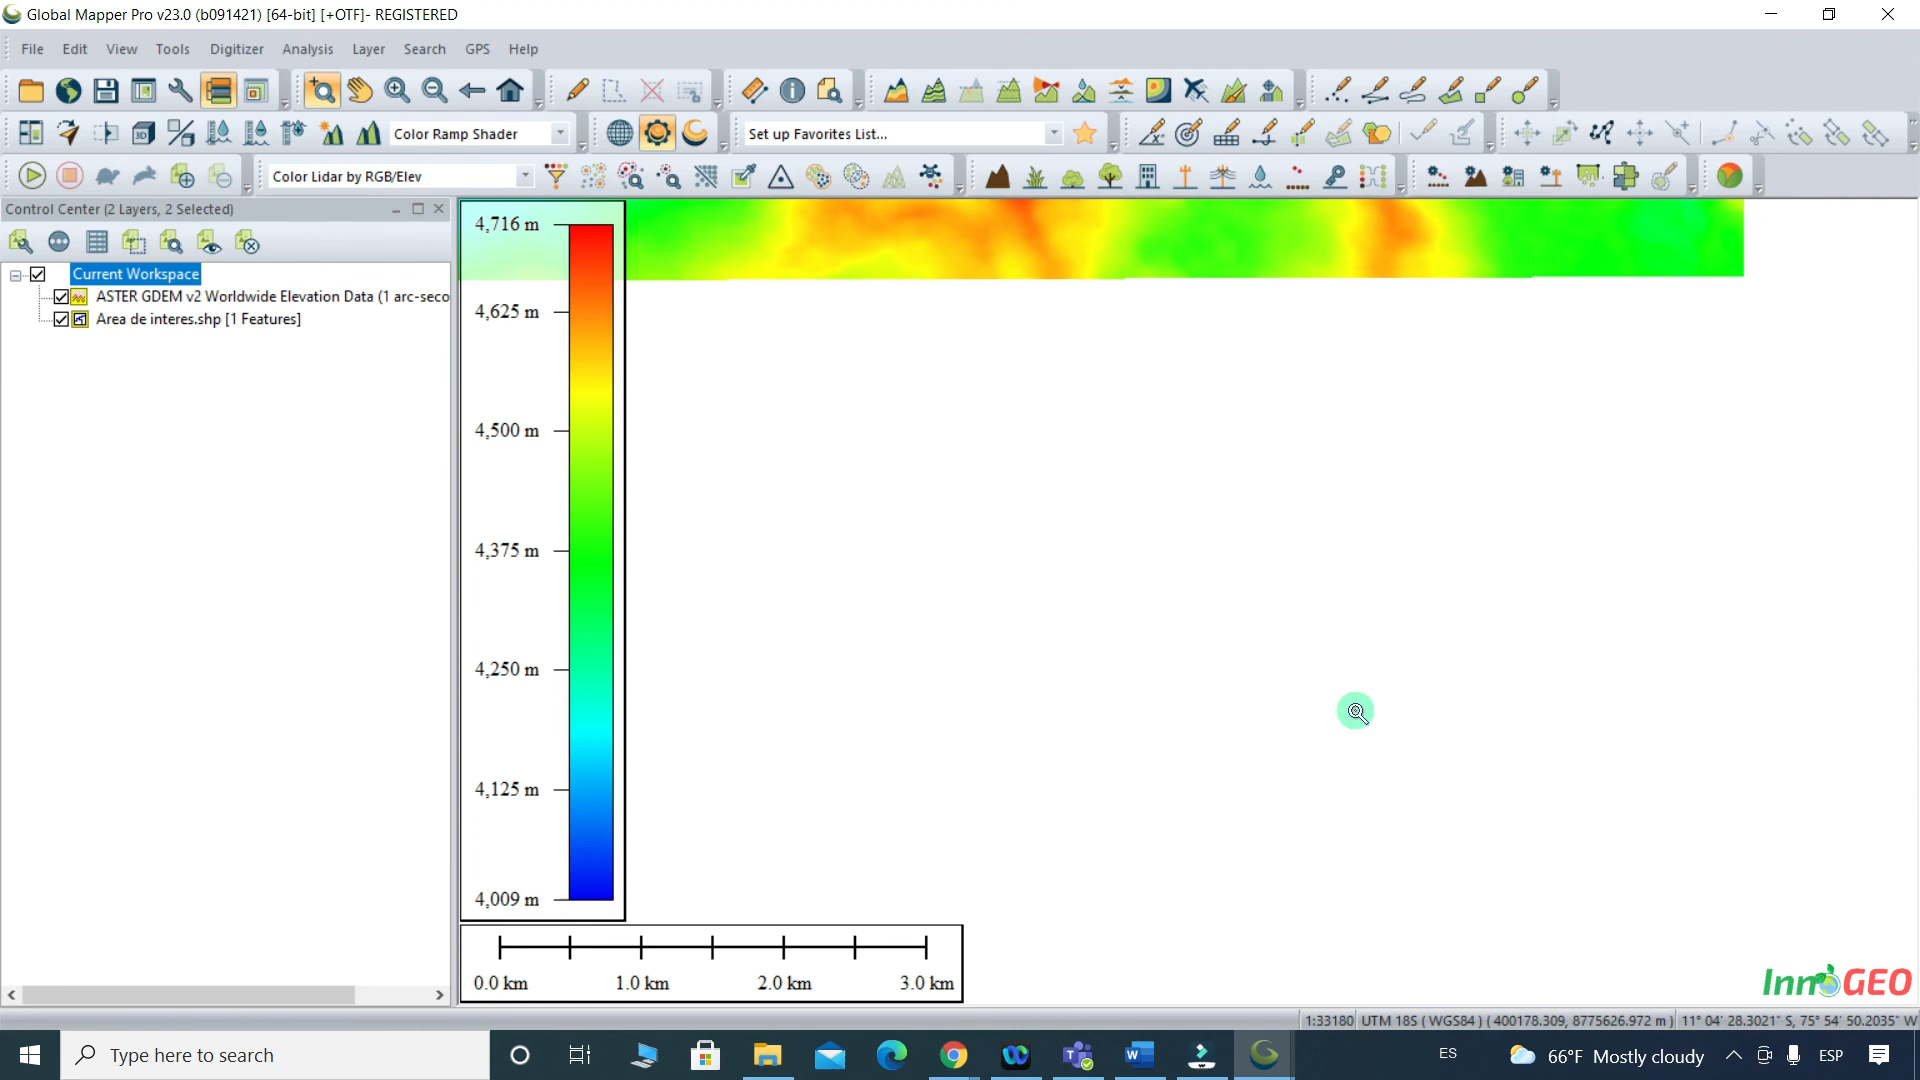 Global Mapper Pro v23.0 (b091421) [64-bit] [+OTF]- REGISTERED
File Edit View Tools Digitizer Analysis Layer Search GPS Help
Color Ramp Shader
Set up Favorites List...
Color Lidar by RGB/Elev
Control Center (2 Layers, 2 Selected)
Current Workspace
ASTER GDEM v2 Worldwide Elevation Data (1 arc-seco
Area de interes.shp [1 Features]
4,716 m
4,625 m
4,500 m
4,375 m
4,250 m
4,125 m
4,009 m
0.0 km 1.0 km 2.0 km 3.0 km
InnoGEO
1:33180 UTM 18S ( WGS84 ) ( 400178.309, 8775626.972 m ) 11° 04' 28.3021" S, 75° 54' 50.2035" W
Type here to search
ES
66°F Mostly cloudy
ESP